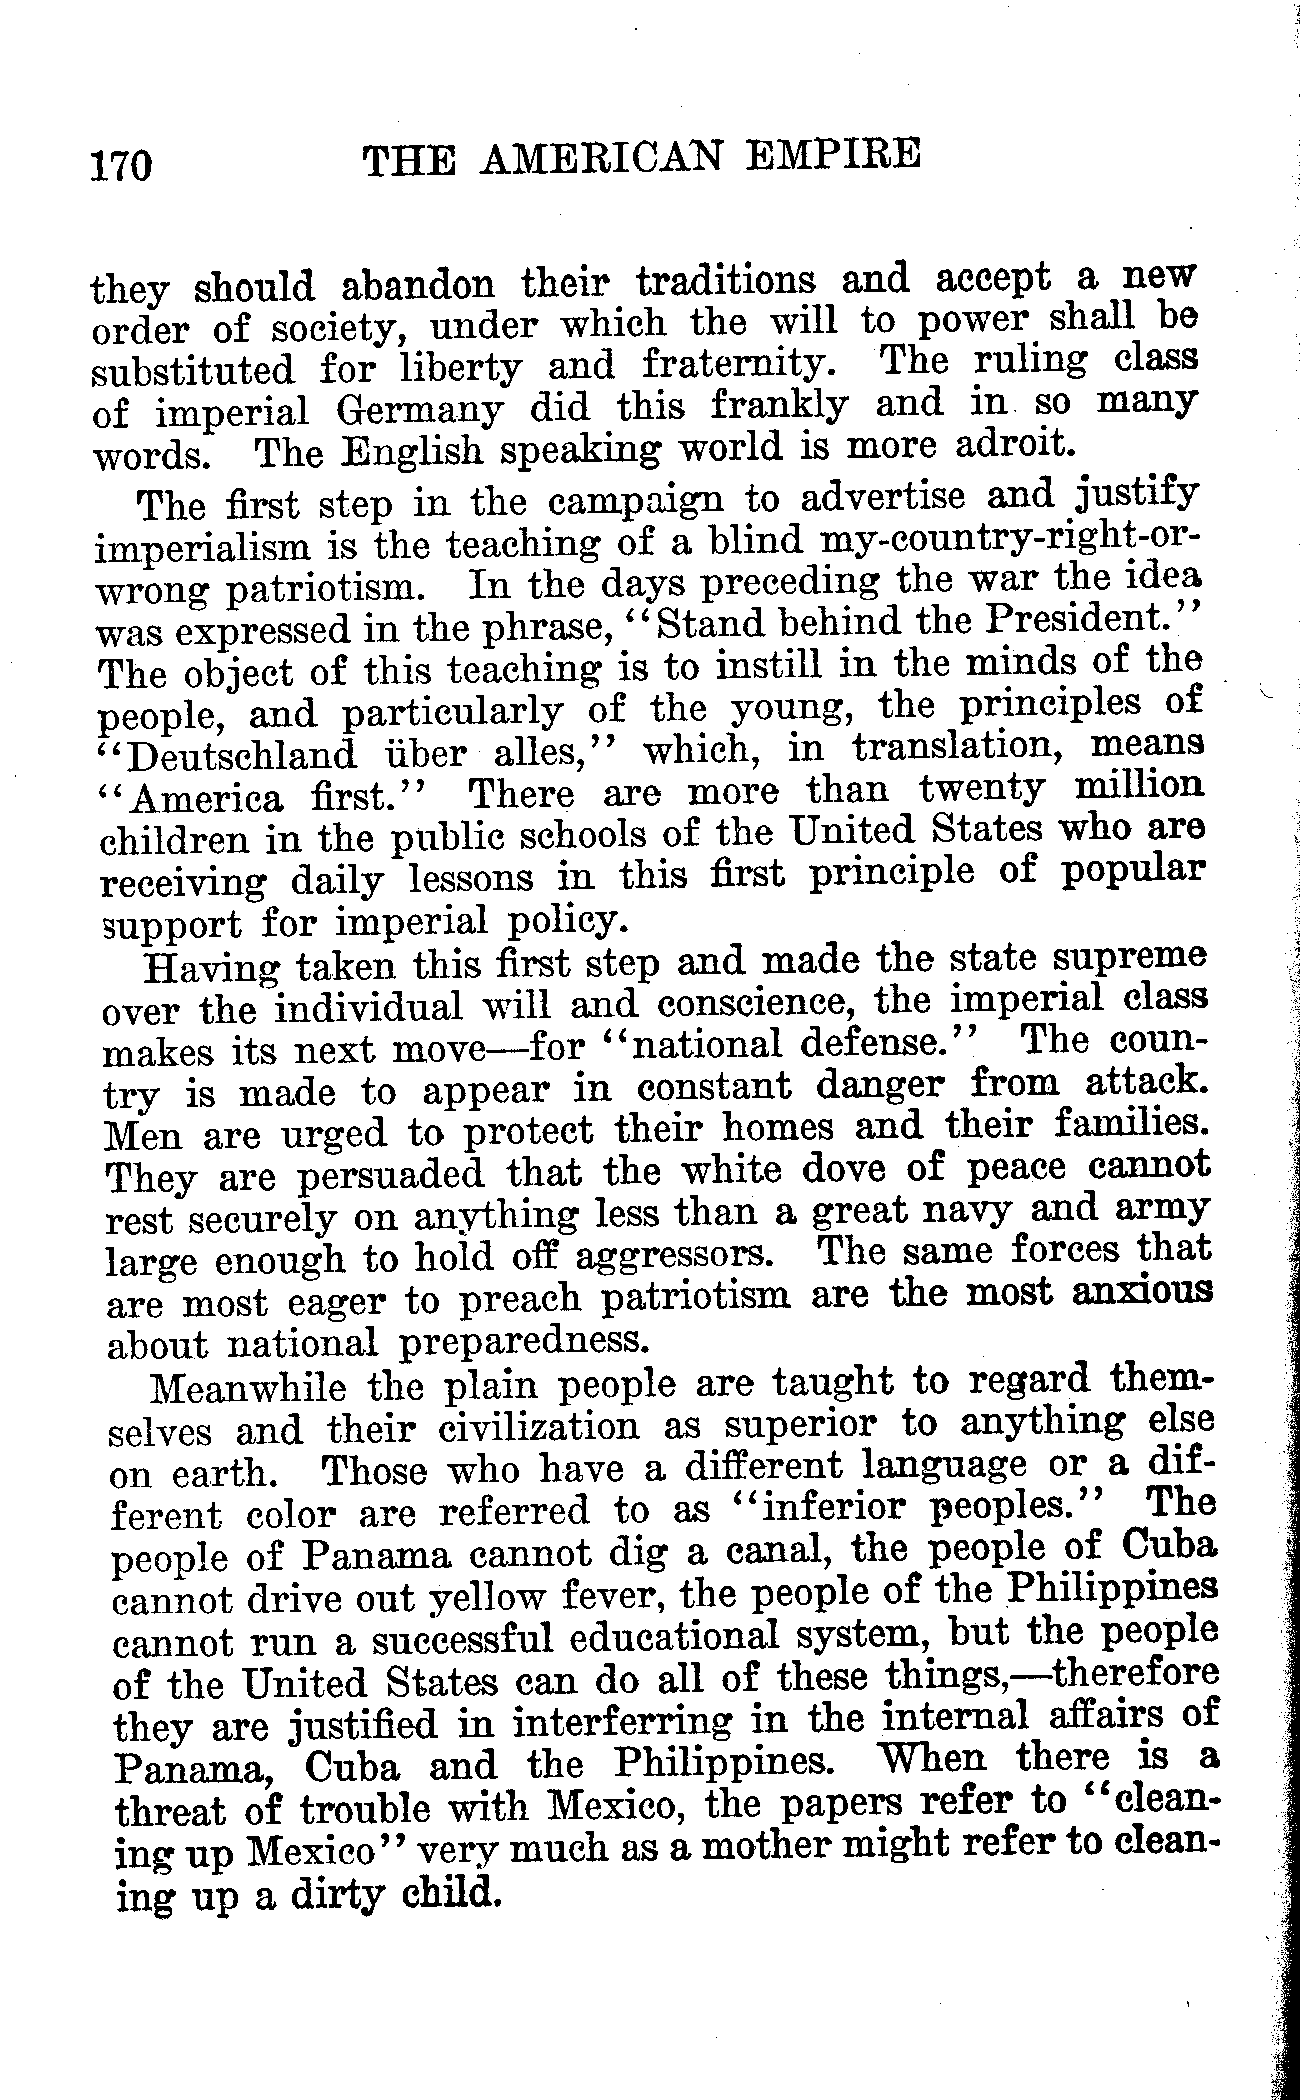 170 THE AMERICAN EMPIRE
they should abandon their traditions and accept a new
order of society, under which the will to power shall be
substituted for liberty and fraternity. The ruling class
of imperial Germany did this frankly and in so many
words. The English speaking world is more adroit.
The first step in the campaign to advertise and justify
imperialism is the teaching of a blind my-country-right-or-
wrong patriotism. In the days preceding the war the idea
was expressed in the phrase, "Stand behind the President."
The object of this teaching is to instill in the minds of the
people, and particularly of the young, the principles of
"Deutschland über alles," which, in translation, means
"America first." There are more than twenty million
children in the public schools of the United States who are
receiving daily lessons in this first principle of popular
support for imperial policy.
Having taken this first step and made the state supreme
over the individual will and conscience, the imperial class
makes its next move—for "national defense." The coun-
try is made to appear in constant danger from attack.
Men are urged to protect their homes and their families.
They are persuaded that the white dove of peace cannot
rest securely on anything less than a great navy and army
large enough to hold off aggressors. The same forces that
are most eager to preach patriotism are the most anxious
about national preparedness.
Meanwhile the plain people are taught to regard them-
selves and their civilization as superior to anything else
on earth. Those who have a different language or a dif-
ferent color are referred to as "inferior peoples." The
people of Panama cannot dig a canal, the people of Cuba
cannot drive out yellow fever, the people of the Philippines
cannot run a successful educational system, but the people
of the United States can do all of these things,—therefore
they are justified in interferring in the internal affairs of
Panama, Cuba and the Philippines. When there is a
threat of trouble with Mexico, the papers refer to "clean-
ing up Mexico" very much as a mother might refer to clean-
ing up a dirty child.